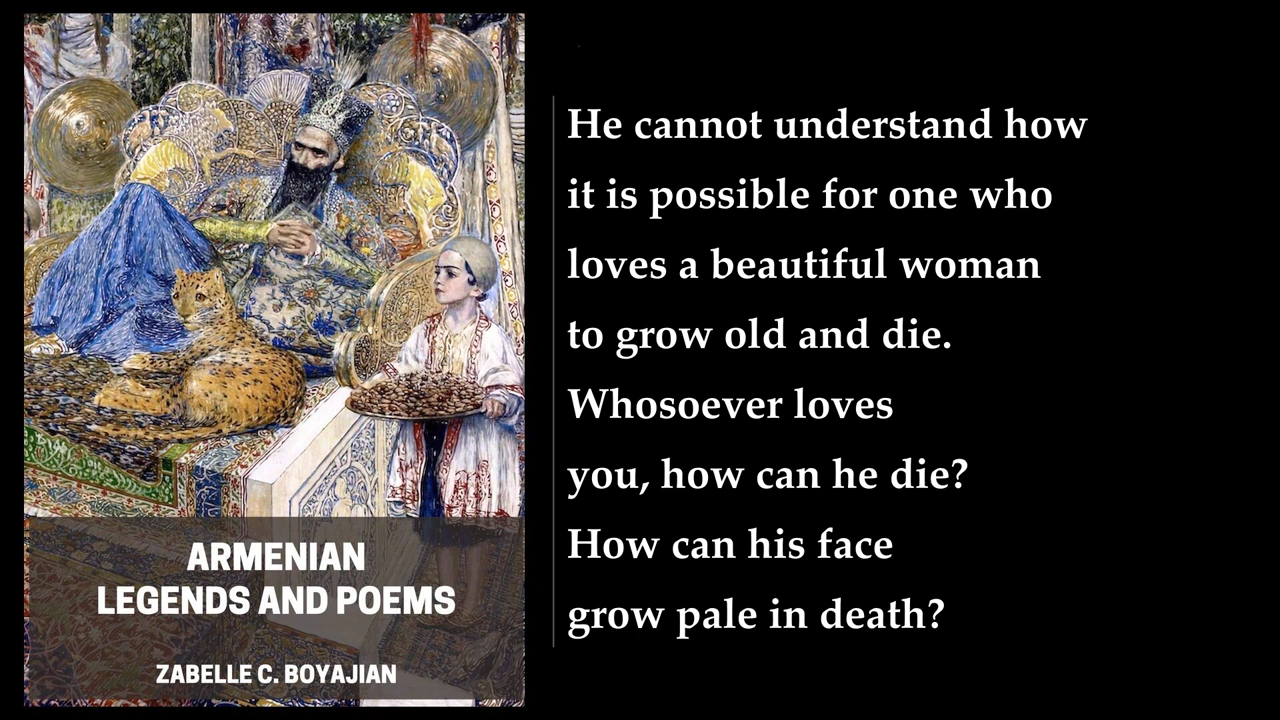 ARMENIAN
LEGENDS AND POEMS
ZABELLE C. BOYAJIAN
He cannot understand how
it is possible for one who
loves a beautiful woman
to grow old and die.
Whosoever loves
you, how can he die?
How can his face
grow pale in death?